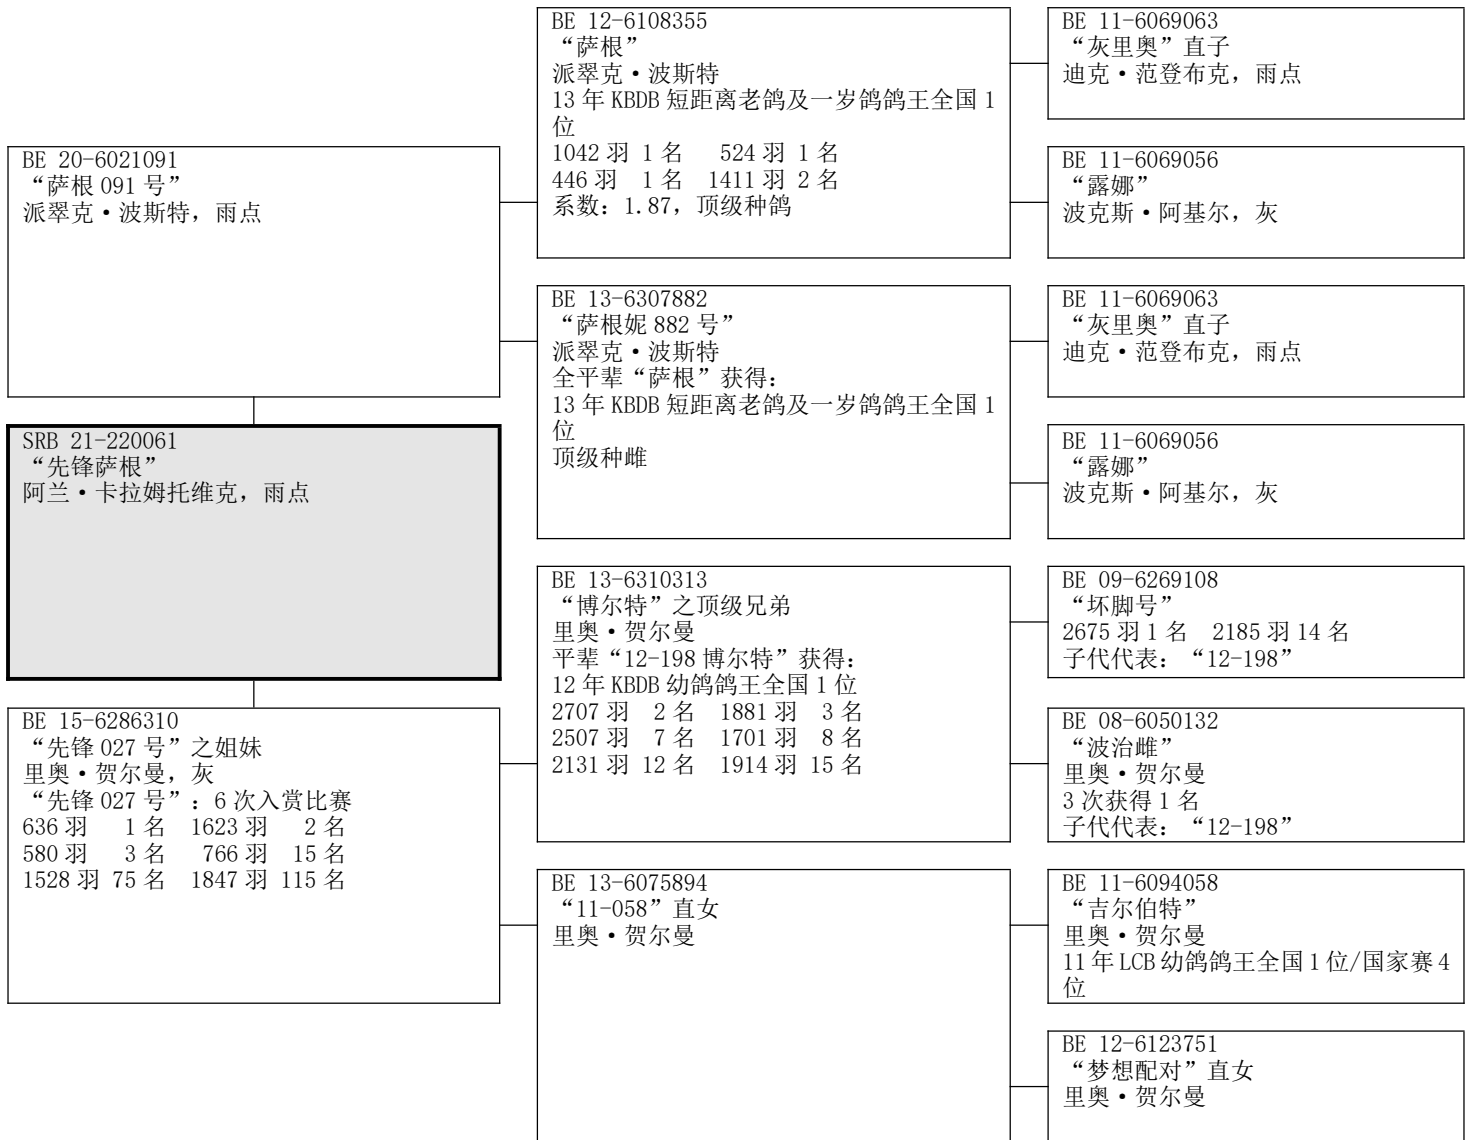 BE 20-6021091
“萨根 091 号”
派翠克·波斯特，雨点
SRB 21-220061
“先锋萨根”
阿兰·卡拉姆托维克，雨点
BE 15-6286310
“先锋 027 号”之姐妹
里奥·贺尔曼，灰
“先锋 027 号”：6 次入赏比赛
636 羽 1 名 1623 羽 2 名
580 羽 3 名 766 羽 15 名
1528 羽 75 名 1847 羽 115 名
BE 12-6108355
“萨根”
派翠克·波斯特
13 年 KBDB 短距离老鸽及一岁鸽鸽王全国 1
位
1042 羽 1 名 524 羽 1 名
446 羽 1 名 1411 羽 2 名
系数：1.87，顶级种鸽
BE 13-6307882
“萨根妮 882 号”
派翠克·波斯特
全平辈“萨根”获得：
13 年 KBDB 短距离老鸽及一岁鸽鸽王全国 1
位
顶级种雌
BE 13-6310313
“博尔特”之顶级兄弟
里奥·贺尔曼
平辈“12-198 博尔特”获得：
12 年 KBDB 幼鸽鸽王全国 1 位
2707 羽 2 名 1881 羽 3 名
2507 羽 7 名 1701 羽 8 名
2131 羽 12 名 1914 羽 15 名
BE 13-6075894
“11-058”直女
里奥·贺尔曼
BE 11-6069063
“灰里奥”直子
迪克·范登布克，雨点
BE 11-6069056
“露娜”
波克斯·阿基尔，灰
BE 11-6069063
“灰里奥”直子
迪克·范登布克，雨点
BE 11-6069056
“露娜”
波克斯·阿基尔，灰
BE 09-6269108
“坏脚号”
2675 羽 1 名 2185 羽 14 名
子代代表：“12-198”
BE 08-6050132
“波治雌”
里奥·贺尔曼
3 次获得 1 名
子代代表：“12-198”
BE 11-6094058
“吉尔伯特”
里奥·贺尔曼
11 年 LCB 幼鸽鸽王全国 1 位/国家赛 4
位
BE 12-6123751
“梦想配对”直女
里奥·贺尔曼